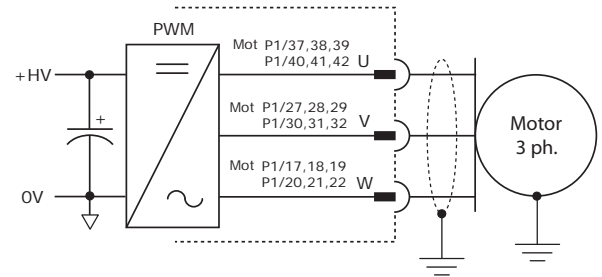 PWM
Mot P1/37,38,39
P1/40,41,42 U
+HV
Mot P1/27,28,29
P1/30,31,32 V
+
Motor
3 ph.
Mot P1/17,18,19
P1/20,21,22 W
0V